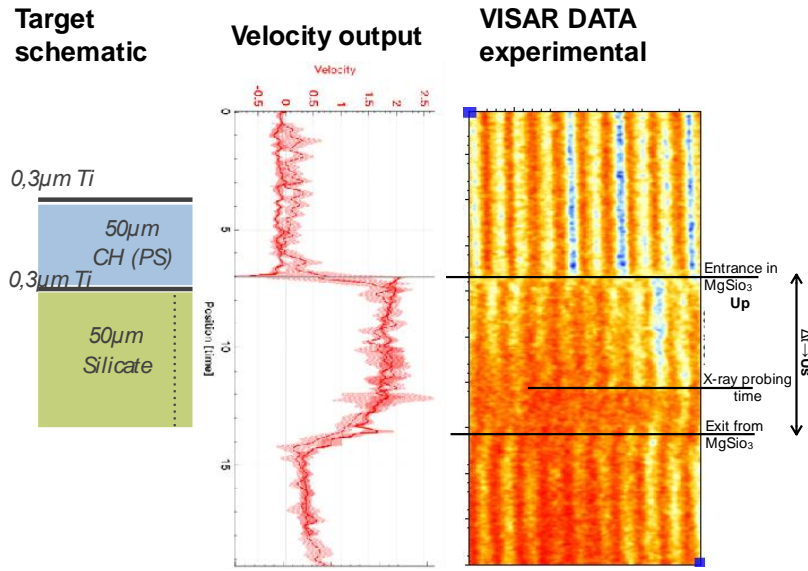 Target
schematic
Velocity output
VISAR DATA
experimental
Velocity
-0.5
0
0.5
1
1.5
2
2.5
0
5
10
15
Position [time]
0,3µm Ti
50µm
CH (PS)
0,3µm Ti
50µm
Silicate
Entrance in
MgSio₃
Up
Δt→Us
X-ray probing
time
Exit from
MgSio₃